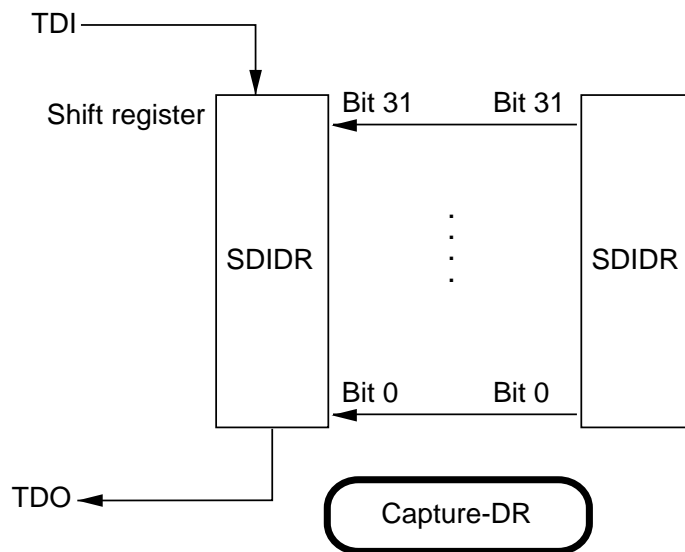 TDI
Shift register
Bit 31
Bit 31
SDIDR
SDIDR
Bit 0
Bit 0
TDO
Capture-DR